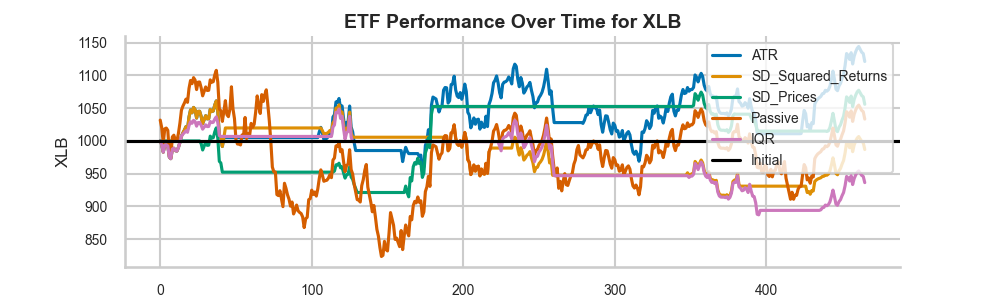 ETF Performance Over Time for XLB
XLB
1150
1100
1050
1000
950
900
850
0 100 200 300 400
ATR
SD_Squared_Returns
SD_Prices
Passive
IQR
Initial